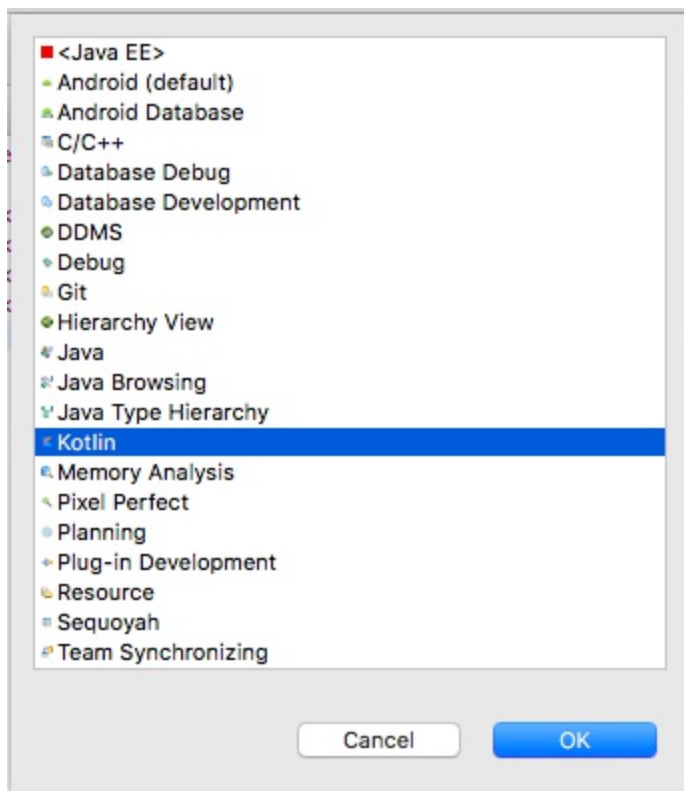 <Java EE>
Android (default)
Android Database
C/C++
Database Debug
Database Development
DDMS
Debug
Git
Hierarchy View
Java
Java Browsing
Java Type Hierarchy
Kotlin
Memory Analysis
Pixel Perfect
Planning
Plug-in Development
Resource
Sequoyah
Team Synchronizing
Cancel OK